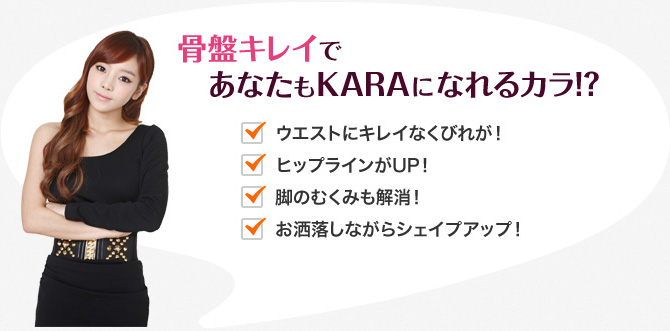 骨盤キレイで
あなたもKARAになれるカラ!?
ウエストにキレイなくびれが！
ヒップラインがUP！
脚のむくみも解消！
お洒落しながらシェイプアップ！